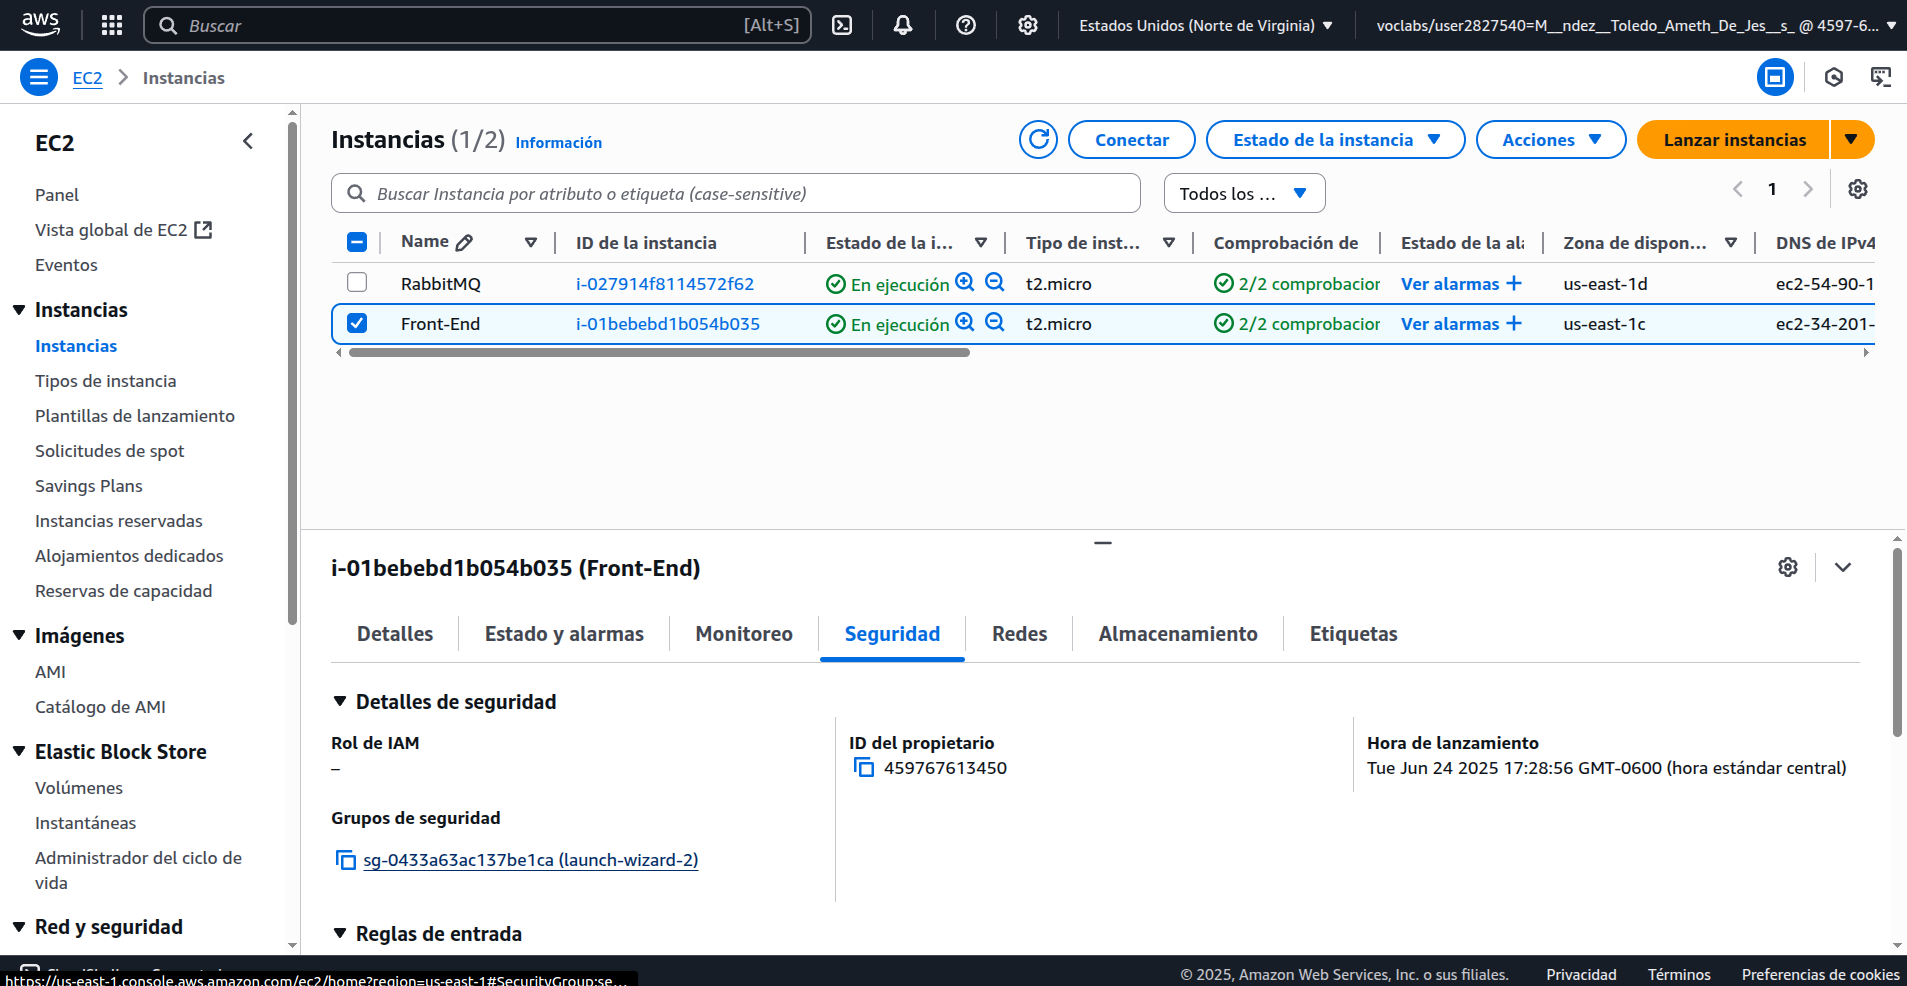 aws
Buscar
[Alt+S]
Estados Unidos (Norte de Virginia)
voclabs/user2827540=M__ndez__Toledo_Ameth_De_Jes__s_ @ 4597-6...
EC2
Instancias
EC2
Panel
Vista global de EC2
Eventos
Instancias
Instancias
Tipos de instancia
Plantillas de lanzamiento
Solicitudes de spot
Savings Plans
Instancias reservadas
Alojamientos dedicados
Reservas de capacidad
Imágenes
AMI
Catálogo de AMI
Elastic Block Store
Volúmenes
Instantáneas
Administrador del ciclo de
vida
Red y seguridad
Instancias (1/2) Información
Conectar
Estado de la instancia
Acciones
Lanzar instancias
Buscar Instancia por atributo o etiqueta (case-sensitive)
Todos los ...
1
Name ID de la instancia Estado de la i... Tipo de inst... Comprobación de Estado de la ala Zona de dispon... DNS de IPv4
RabbitMQ i-027914f8114572f62 En ejecución t2.micro 2/2 comprobacion Ver alarmas us-east-1d ec2-54-90-1
Front-End i-01bebebd1b054b035 En ejecución t2.micro 2/2 comprobacion Ver alarmas us-east-1c ec2-34-201-
i-01bebebd1b054b035 (Front-End)
Detalles Estado y alarmas Monitoreo Seguridad Redes Almacenamiento Etiquetas
Detalles de seguridad
Rol de IAM
–
ID del propietario
459767613450
Hora de lanzamiento
Tue Jun 24 2025 17:28:56 GMT-0600 (hora estándar central)
Grupos de seguridad
sg-0433a63ac137be1ca (launch-wizard-2)
Reglas de entrada
https://us-east-1.console.aws.amazon.com/ec2/home?region=us-east-1#SecurityGroup:se...
© 2025, Amazon Web Services, Inc. o sus filiales.
Privacidad
Términos
Preferencias de cookies